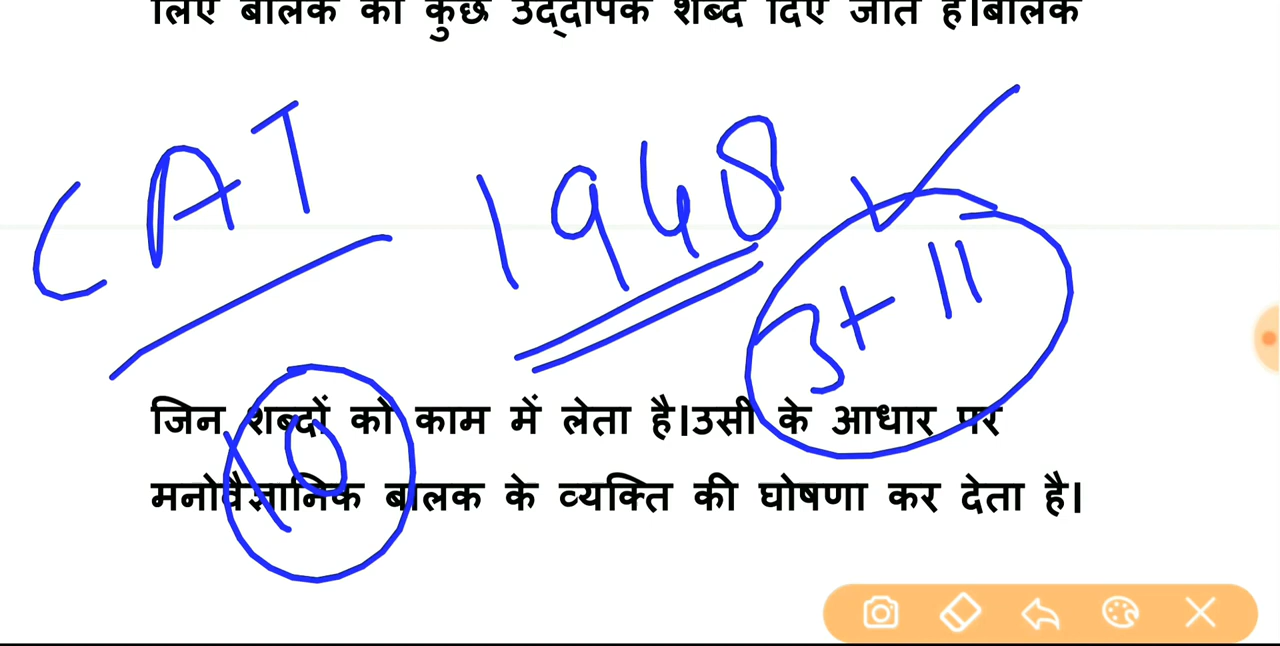 लिए बालक को कुछ उद्दीपक शब्द दिए जाते है।बालक
CAT 1948
3+11
जिन शब्दों को काम में लेता है।उसी के आधार पर
10
मनोवैज्ञानिक बालक के व्यक्ति की घोषणा कर देता है।